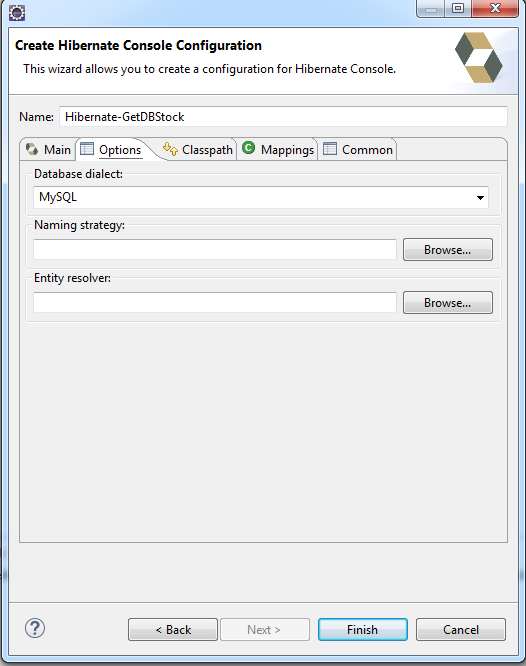 Create Hibernate Console Configuration
This wizard allows you to create a configuration for Hibernate Console.
Name: Hibernate-GetDBStock
Main Options Classpath C Mappings Common
Database dialect:
MySQL
Naming strategy:
Browse...
Entity resolver:
Browse...
? < Back Next > Finish Cancel